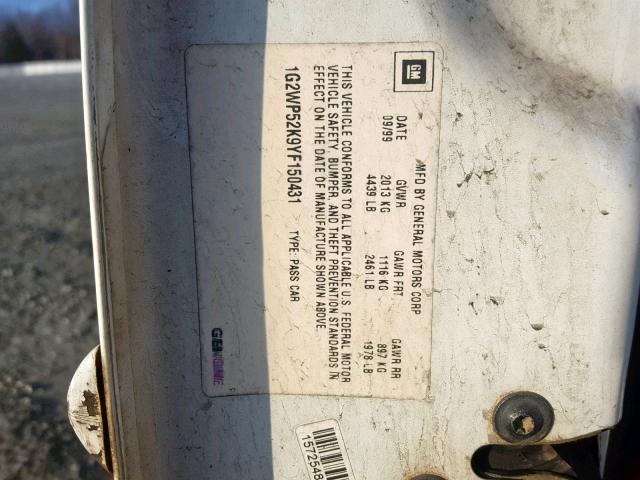 GM
MFD BY GENERAL MOTORS CORP
DATE GVWR GAWR FRT GAWR RR
09/99 2013 KG 1116 KG 897 KG
4439 LB 2461 LB 1978 LB
THIS VEHICLE CONFORMS TO ALL APPLICABLE U.S. FEDERAL MOTOR
VEHICLE SAFETY, BUMPER, AND THEFT PREVENTION STANDARDS IN
EFFECT ON THE DATE OF MANUFACTURE SHOWN ABOVE.
1G2WP52K9YF150431 TYPE: PASS CAR
GENUINE
1572548